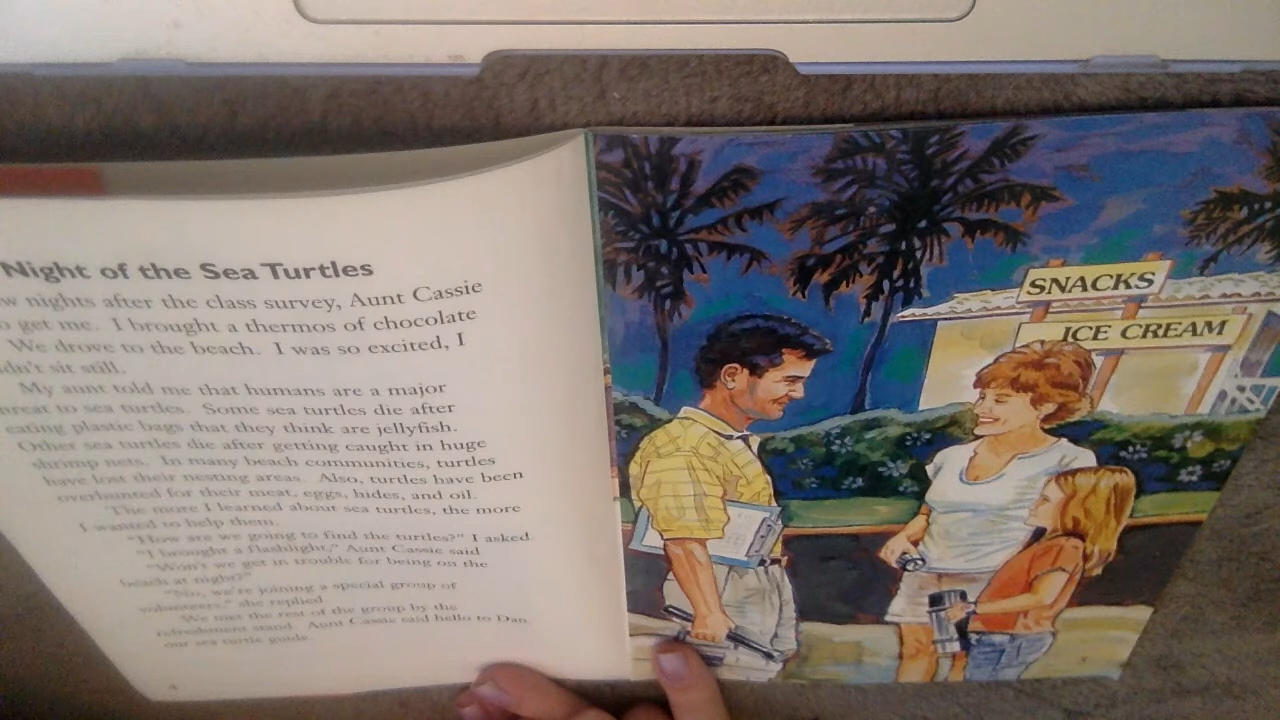 Night of the Sea Turtles
w nights after the class survey, Aunt Cassie
o get me. I brought a thermos of chocolate
We drove to the beach. I was so excited, I
dn't sit still.
My aunt told me that humans are a major
threat to sea turtles. Some sea turtles die after
eating plastic bags that they think are jellyfish.
Other sea turtles die after getting caught in huge
shrimp nets. In many beach communities, turtles
have lost their nesting areas. Also, turtles have been
overhunted for their meat, eggs, hides, and oil.
The more I learned about sea turtles, the more
I wanted to help them.
"How are we going to find the turtles?" I asked.
"I brought a flashlight," Aunt Cassie said
"Won't we get in trouble for being on the
beach at night?"
"No, we're joining a special group of
volunteers," she replied.
We met the rest of the group by the
refreshment stand. Aunt Cassie said hello to Dan,
our sea turtle guide.
4
SNACKS
ICE CREAM